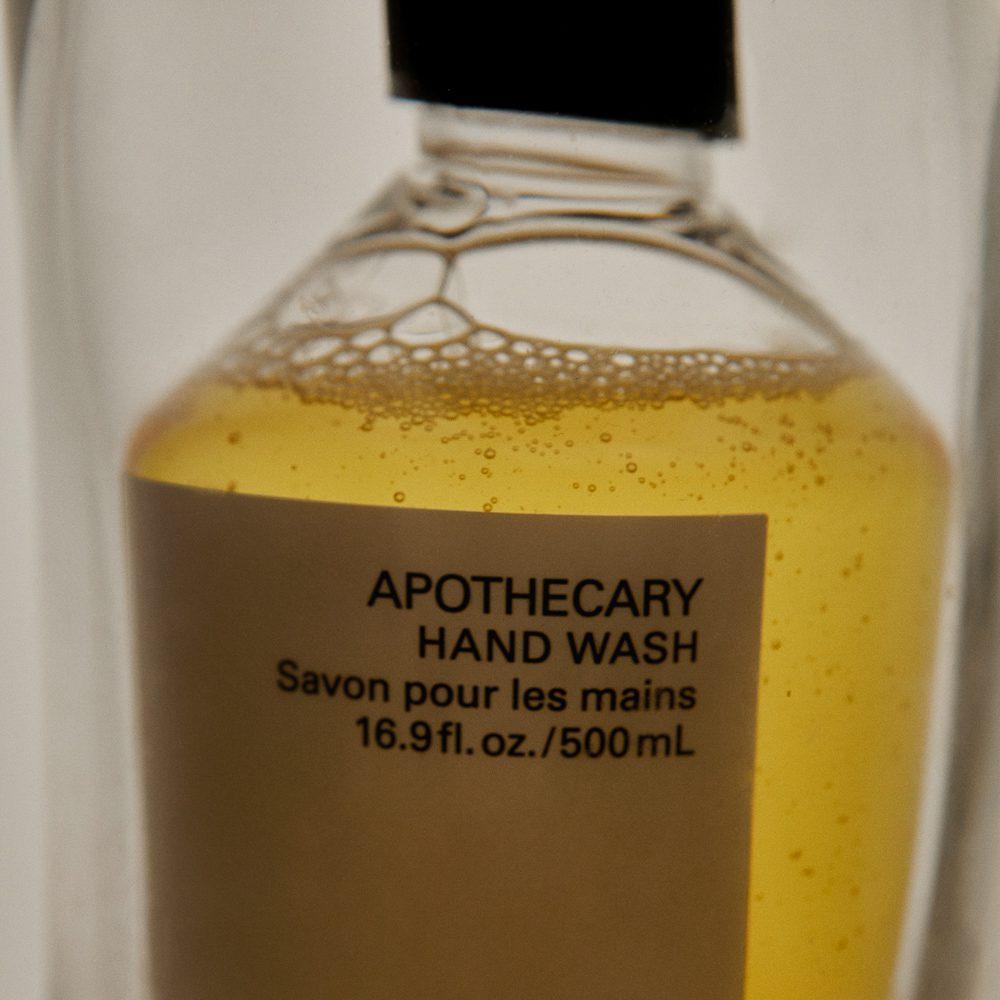 APOTHECARY
HAND WASH
Savon pour les mains
16.9 fl. oz./500 mL